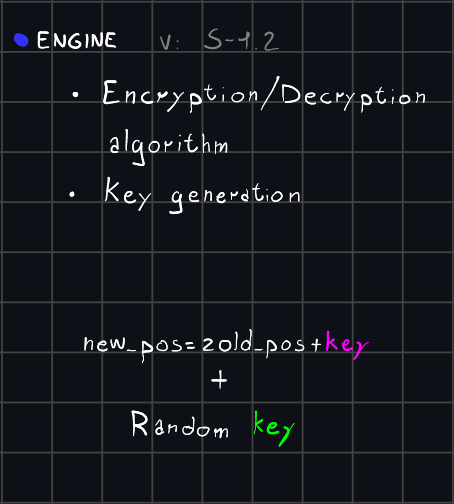 ENGINE v: S-1.2
• Encryption/Decryption
algorithm
• Key generation
new_pos=2old_pos+key
+
Random key